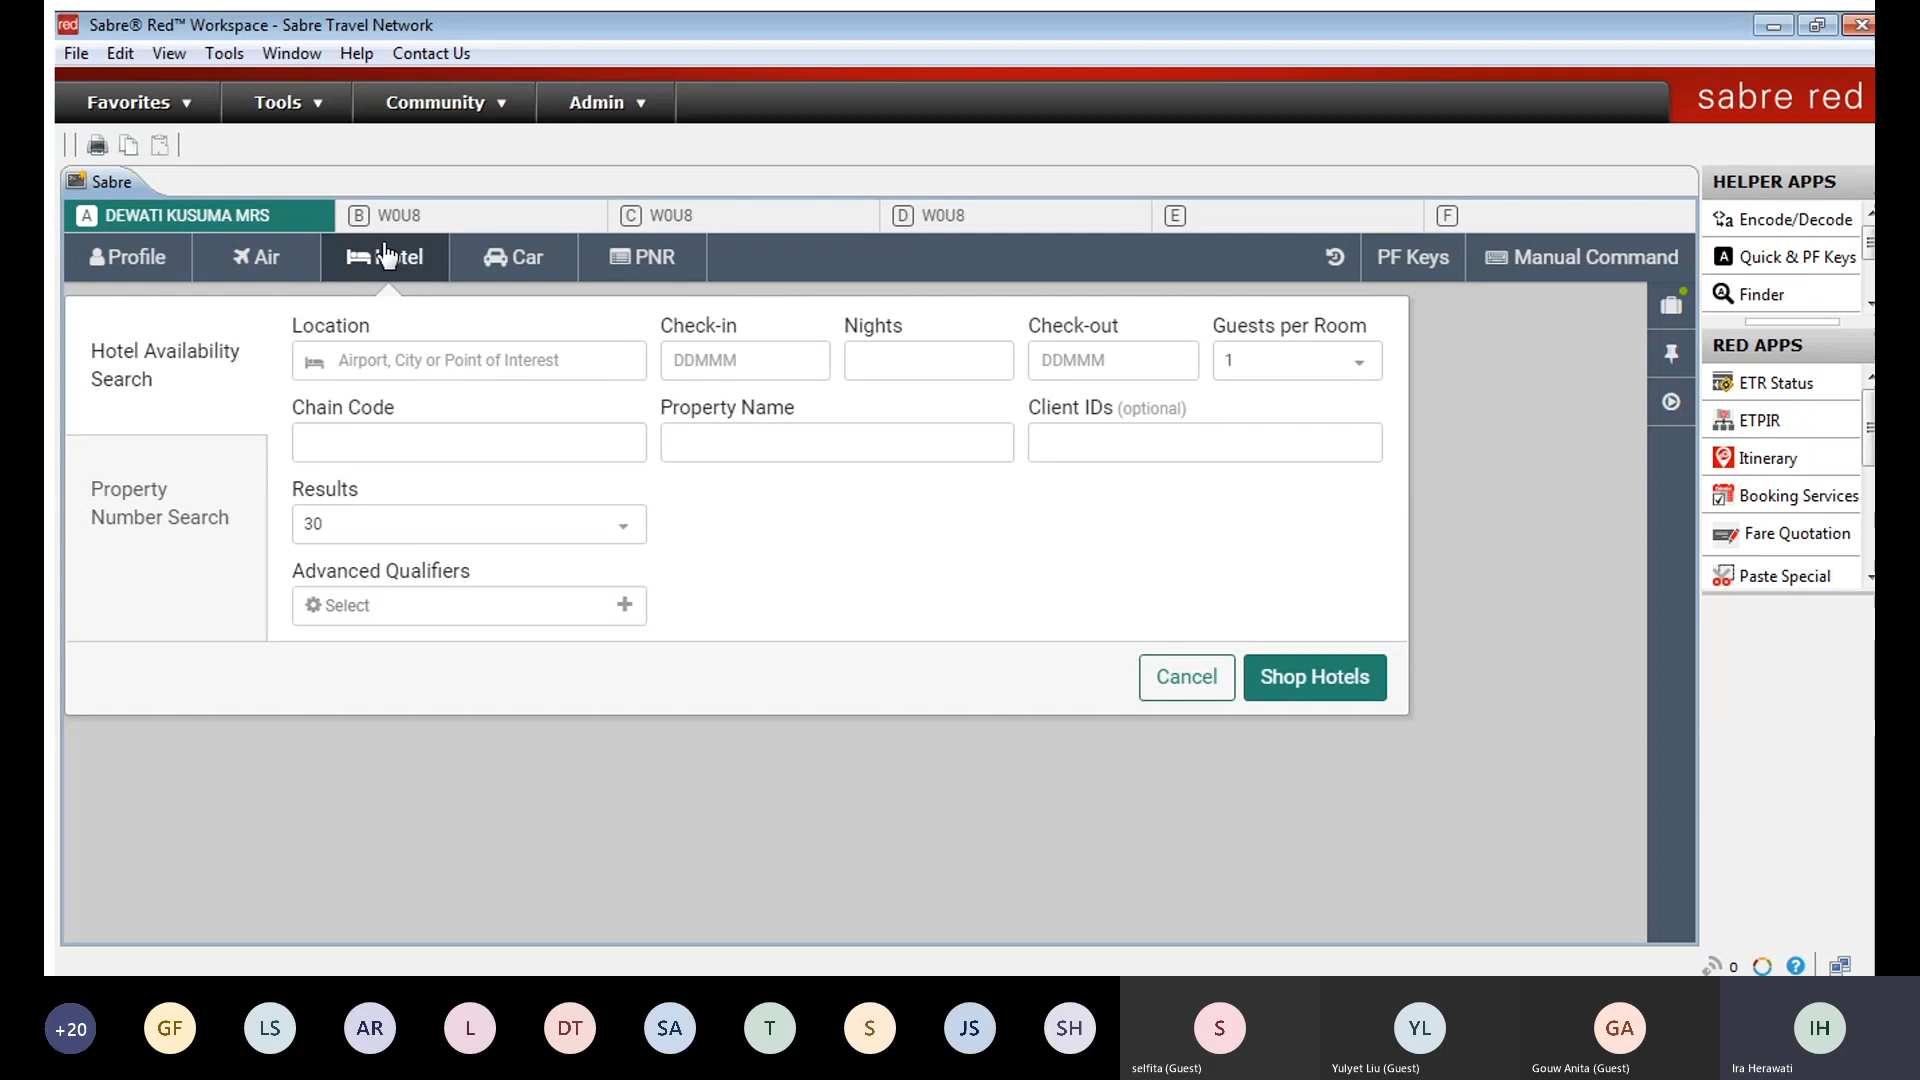 red Sabre® Red™ Workspace - Sabre Travel Network
File Edit View Tools Window Help Contact Us
Favorites ▼ Tools ▼ Community ▼ Admin ▼
sabre red
Sabre
A DEWATI KUSUMA MRS B W0U8 C W0U8 D W0U8 E F
Profile Air Hotel Car PNR PF Keys Manual Command
Hotel Availability
Search
Property
Number Search
Location Check-in Nights Check-out Guests per Room
Airport, City or Point of Interest DDMMM DDMMM 1
Chain Code Property Name Client IDs (optional)
Results
30
Advanced Qualifiers
Select +
Cancel Shop Hotels
HELPER APPS
Encode/Decode
A Quick & PF Keys
Finder
RED APPS
ETR Status
ETPIR
Itinerary
Booking Services
Fare Quotation
Paste Special
0 ?
+20 GF LS AR L DT SA T S JS SH S YL GA IH
selfita (Guest) Yulyet Liu (Guest) Gouw Anita (Guest) Ira Herawati